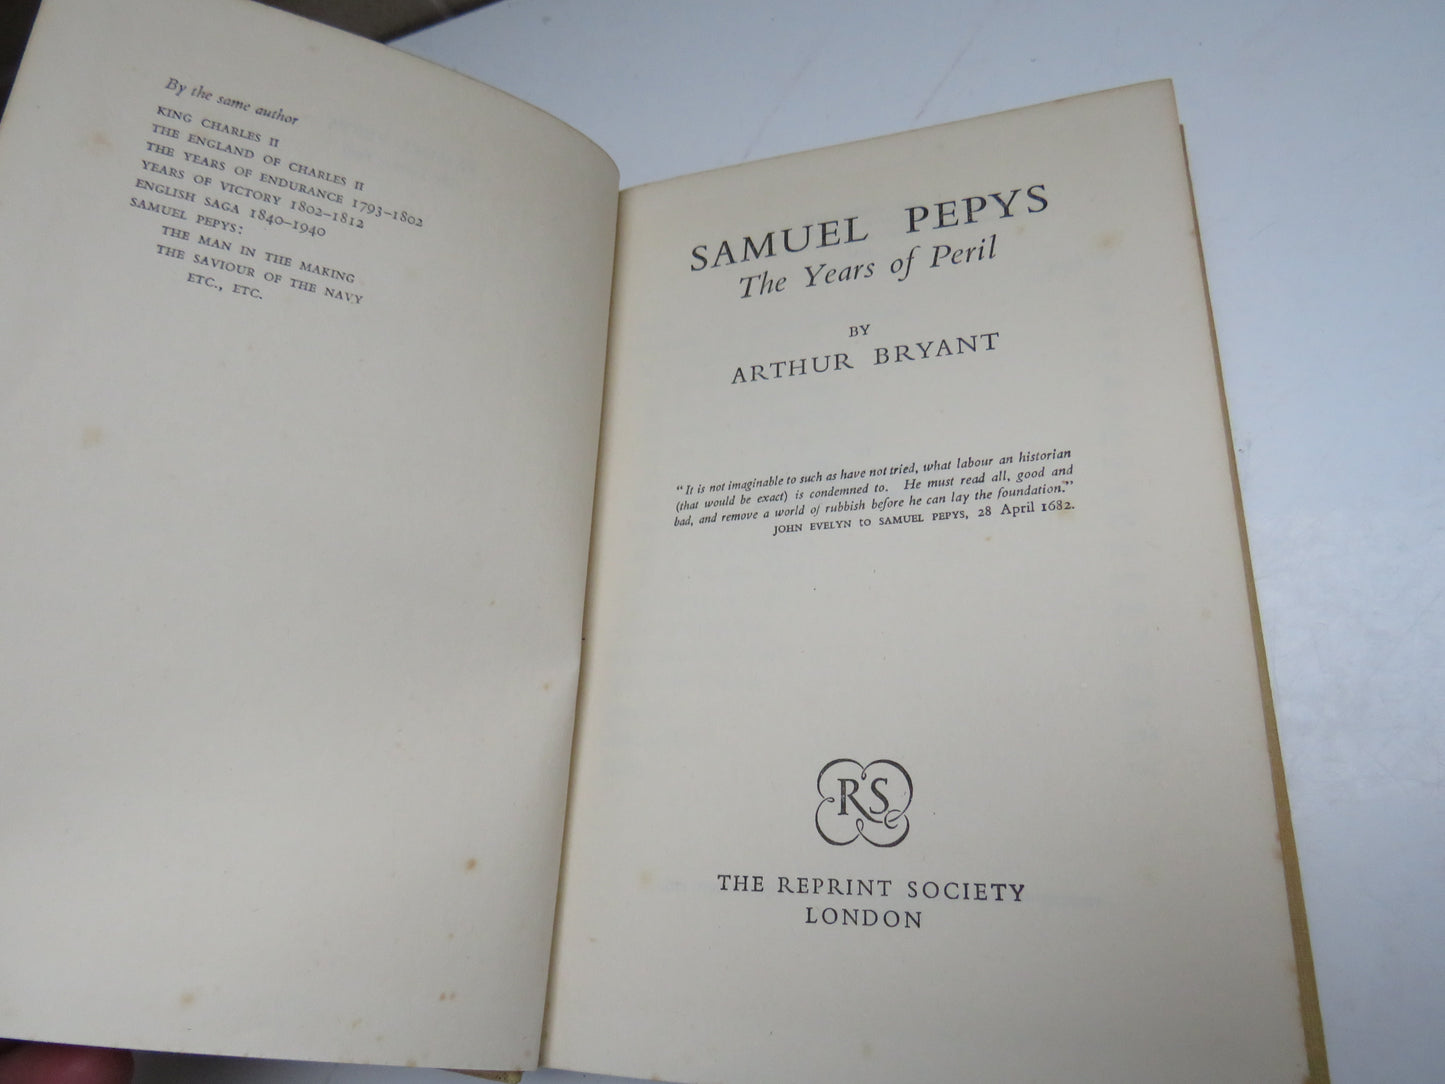 By the same author
KING CHARLES II
THE ENGLAND OF CHARLES II
THE YEARS OF ENDURANCE 1793–1802
YEARS OF VICTORY 1802–1812
ENGLISH SAGA 1840–1940
SAMUEL PEPYS:
THE MAN IN THE MAKING
THE SAVIOUR OF THE NAVY
ETC., ETC.
SAMUEL PEPYS
The Years of Peril
BY
ARTHUR BRYANT
“It is not imaginable to such as have not tried, what labour an historian
(that would be exact) is condemned to. He must read all, good and
bad, and remove a world of rubbish before he can lay the foundation.”
JOHN EVELYN to SAMUEL PEPYS, 28 April 1682.
RS
THE REPRINT SOCIETY
LONDON